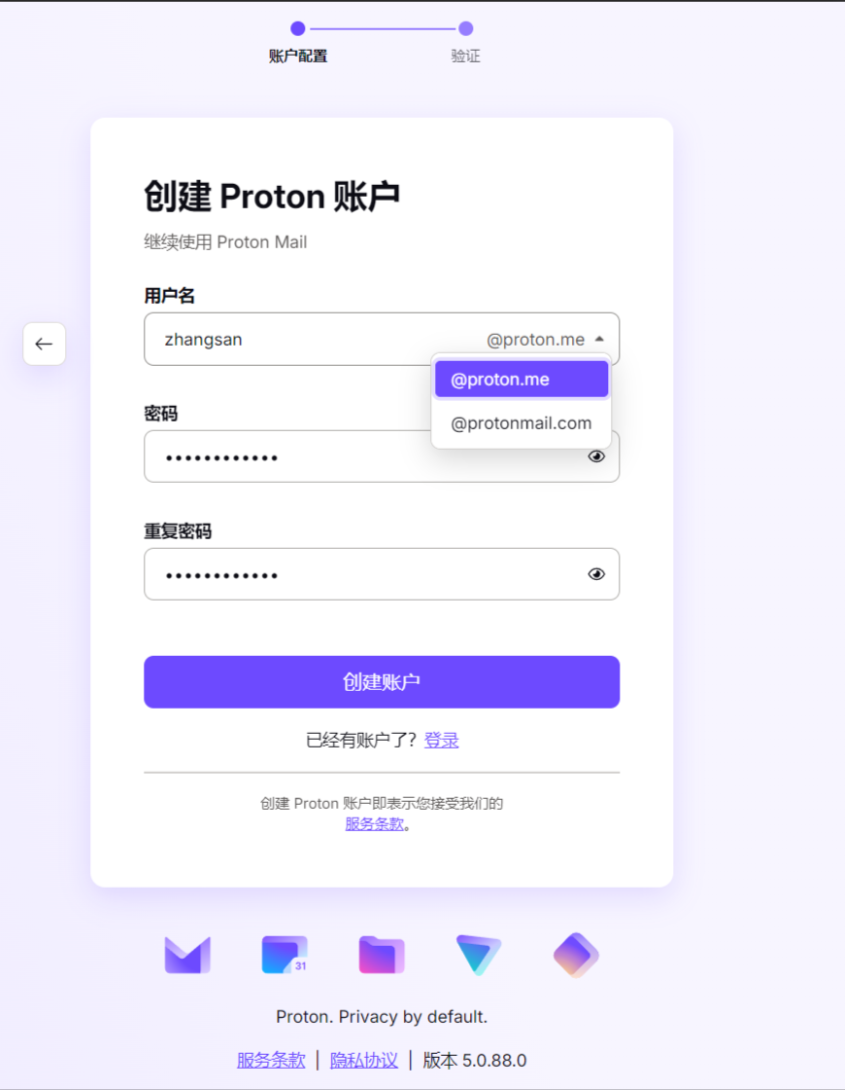 账户配置
验证
创建 Proton 账户
继续使用 Proton Mail
用户名
zhangsan @proton.me
@proton.me
@protonmail.com
密码
••••••••••••
重复密码
••••••••••••
创建账户
已经有账户了? 登录
创建 Proton 账户即表示您接受我们的
服务条款。
31
Proton. Privacy by default.
服务条款 | 隐私协议 | 版本 5.0.88.0